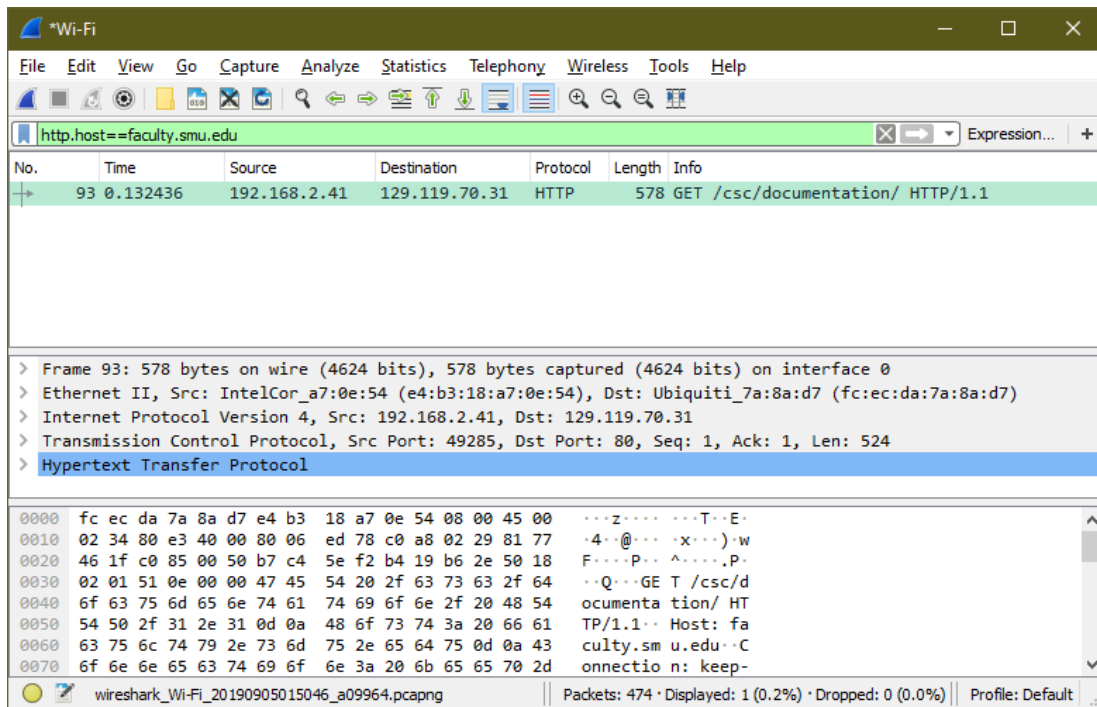 *Wi-Fi
File Edit View Go Capture Analyze Statistics Telephony Wireless Tools Help
http.host==faculty.smu.edu Expression... +
No. Time Source Destination Protocol Length Info
93 0.132436 192.168.2.41 129.119.70.31 HTTP 578 GET /csc/documentation/ HTTP/1.1
> Frame 93: 578 bytes on wire (4624 bits), 578 bytes captured (4624 bits) on interface 0
> Ethernet II, Src: IntelCor_a7:0e:54 (e4:b3:18:a7:0e:54), Dst: Ubiquiti_7a:8a:d7 (fc:ec:da:7a:8a:d7)
> Internet Protocol Version 4, Src: 192.168.2.41, Dst: 129.119.70.31
> Transmission Control Protocol, Src Port: 49285, Dst Port: 80, Seq: 1, Ack: 1, Len: 524
> Hypertext Transfer Protocol
0000 fc ec da 7a 8a d7 e4 b3 18 a7 0e 54 08 00 45 00 ···z···· ···T··E·
0010 02 34 80 e3 40 00 80 06 ed 78 c0 a8 02 29 81 77 ·4··@··· ·x···)·w
0020 46 1f c0 85 00 50 b7 c4 5e f2 b4 19 b6 2e 50 18 F····P·· ^····.P·
0030 02 01 51 0e 00 00 47 45 54 20 2f 63 73 63 2f 64 ··Q···GE T /csc/d
0040 6f 63 75 6d 65 6e 74 61 74 69 6f 6e 2f 20 48 54 ocumenta tion/ HT
0050 54 50 2f 31 2e 31 0d 0a 48 6f 73 74 3a 20 66 61 TP/1.1·· Host: fa
0060 63 75 6c 74 79 2e 73 6d 75 2e 65 64 75 0d 0a 43 culty.sm u.edu··C
0070 6f 6e 6e 65 63 74 69 6f 6e 3a 20 6b 65 65 70 2d onnectio n: keep-
wireshark_Wi-Fi_20190905015046_a09964.pcapng Packets: 474 · Displayed: 1 (0.2%) · Dropped: 0 (0.0%) Profile: Default